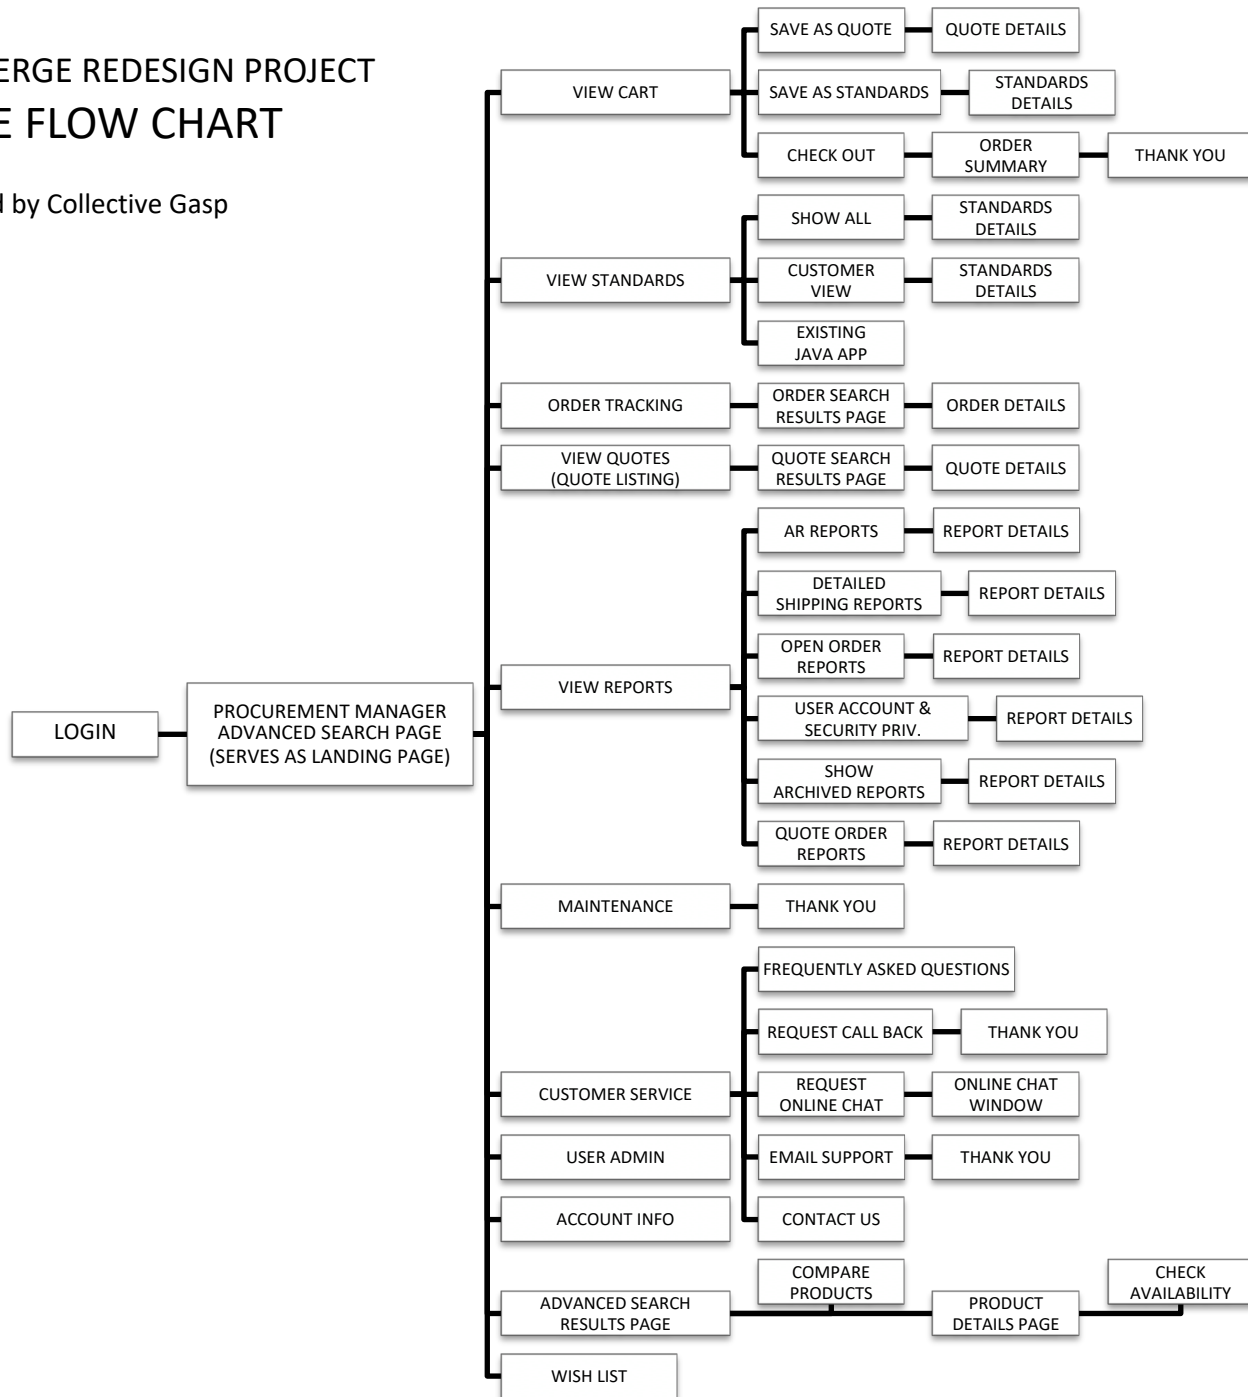 ERGE REDESIGN PROJECT
E FLOW CHART
d by Collective Gasp
LOGIN
PROCUREMENT MANAGER
ADVANCED SEARCH PAGE
(SERVES AS LANDING PAGE)
VIEW CART
SAVE AS QUOTE
QUOTE DETAILS
SAVE AS STANDARDS
STANDARDS
DETAILS
CHECK OUT
ORDER
SUMMARY
THANK YOU
VIEW STANDARDS
SHOW ALL
STANDARDS
DETAILS
CUSTOMER
VIEW
STANDARDS
DETAILS
EXISTING
JAVA APP
ORDER TRACKING
ORDER SEARCH
RESULTS PAGE
ORDER DETAILS
VIEW QUOTES
(QUOTE LISTING)
QUOTE SEARCH
RESULTS PAGE
QUOTE DETAILS
VIEW REPORTS
AR REPORTS
REPORT DETAILS
DETAILED
SHIPPING REPORTS
REPORT DETAILS
OPEN ORDER
REPORTS
REPORT DETAILS
USER ACCOUNT &
SECURITY PRIV.
REPORT DETAILS
SHOW
ARCHIVED REPORTS
REPORT DETAILS
QUOTE ORDER
REPORTS
REPORT DETAILS
MAINTENANCE
THANK YOU
CUSTOMER SERVICE
FREQUENTLY ASKED QUESTIONS
REQUEST CALL BACK
THANK YOU
REQUEST
ONLINE CHAT
ONLINE CHAT
WINDOW
EMAIL SUPPORT
THANK YOU
CONTACT US
USER ADMIN
ACCOUNT INFO
ADVANCED SEARCH
RESULTS PAGE
COMPARE
PRODUCTS
PRODUCT
DETAILS PAGE
CHECK
AVAILABILITY
WISH LIST